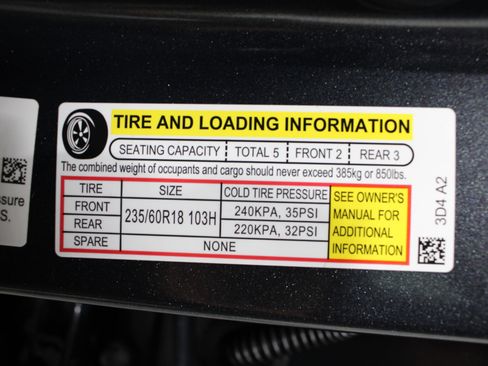 TIRE AND LOADING INFORMATION
SEATING CAPACITY TOTAL 5 FRONT 2 REAR 3
The combined weight of occupants and cargo should never exceed 385kg or 850lbs.
TIRE SIZE COLD TIRE PRESSURE SEE OWNER'S
FRONT 235/60R18 103H 240KPA, 35PSI MANUAL FOR
REAR 220KPA, 32PSI ADDITIONAL
SPARE NONE INFORMATION
3D4 A2
ssure
S.